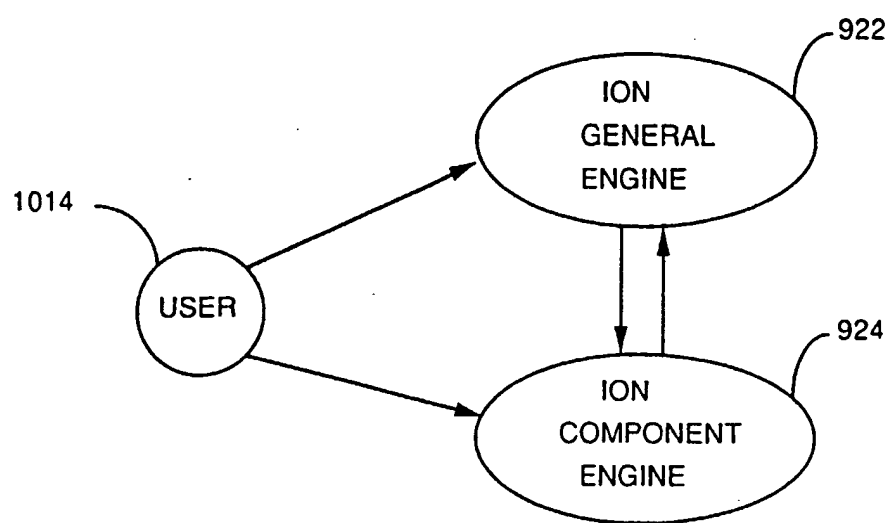 922
ION
GENERAL
ENGINE
1014
USER
924
ION
COMPONENT
ENGINE